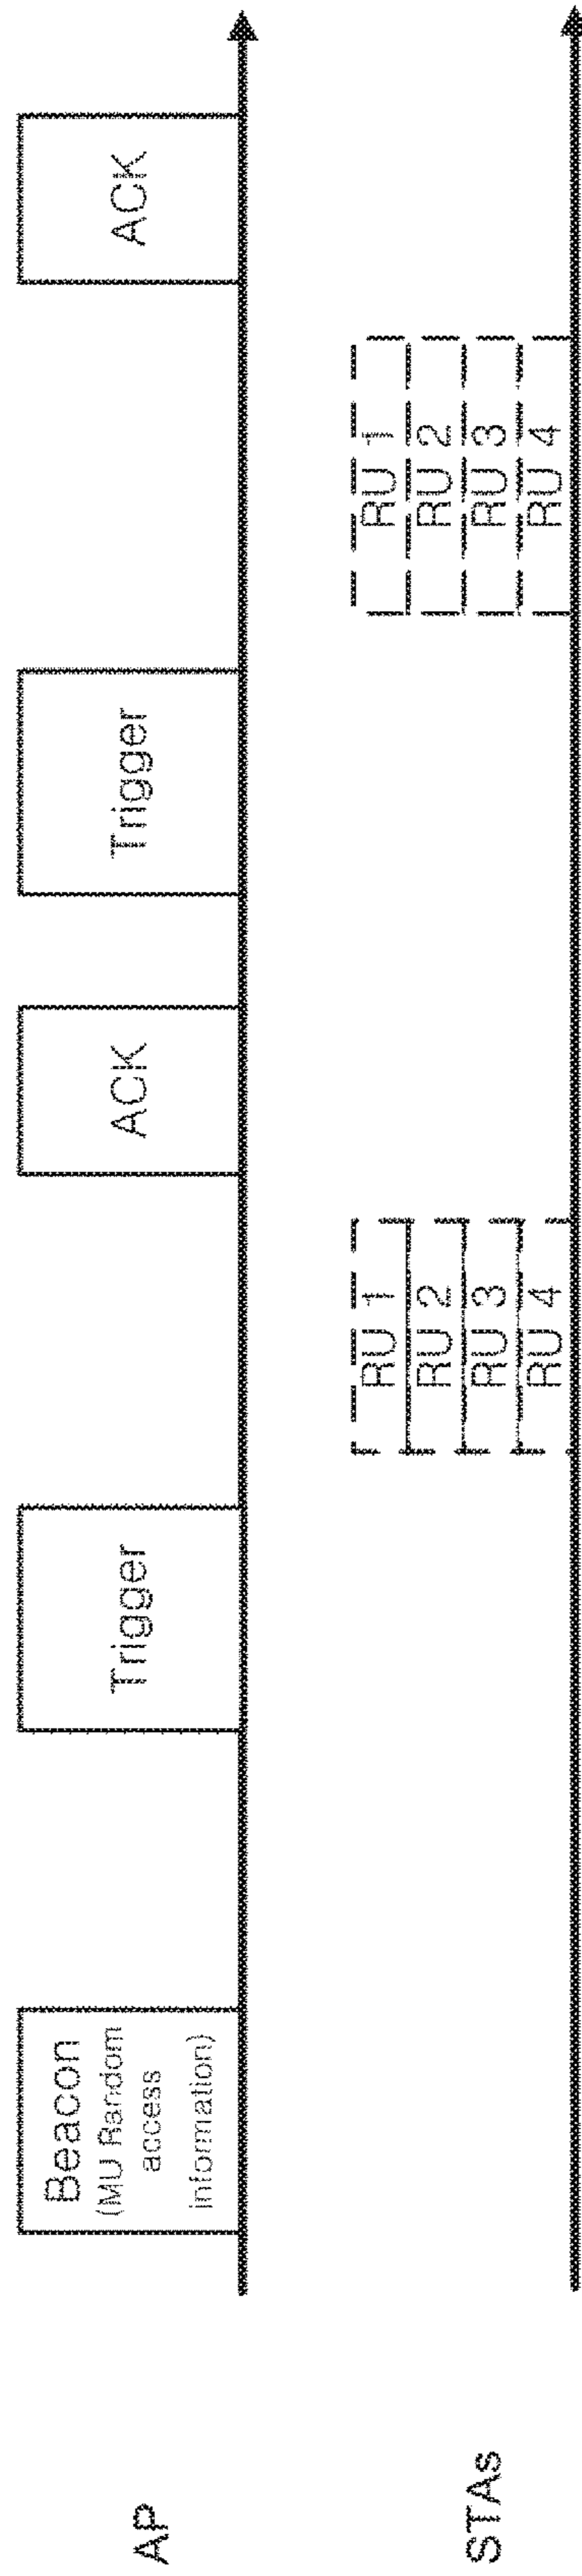 AP
Beacon
(MU Random
access
information)
Trigger
ACK
Trigger
ACK
STAs
RU 1
RU 2
RU 3
RU 4
RU 1
RU 2
RU 3
RU 4